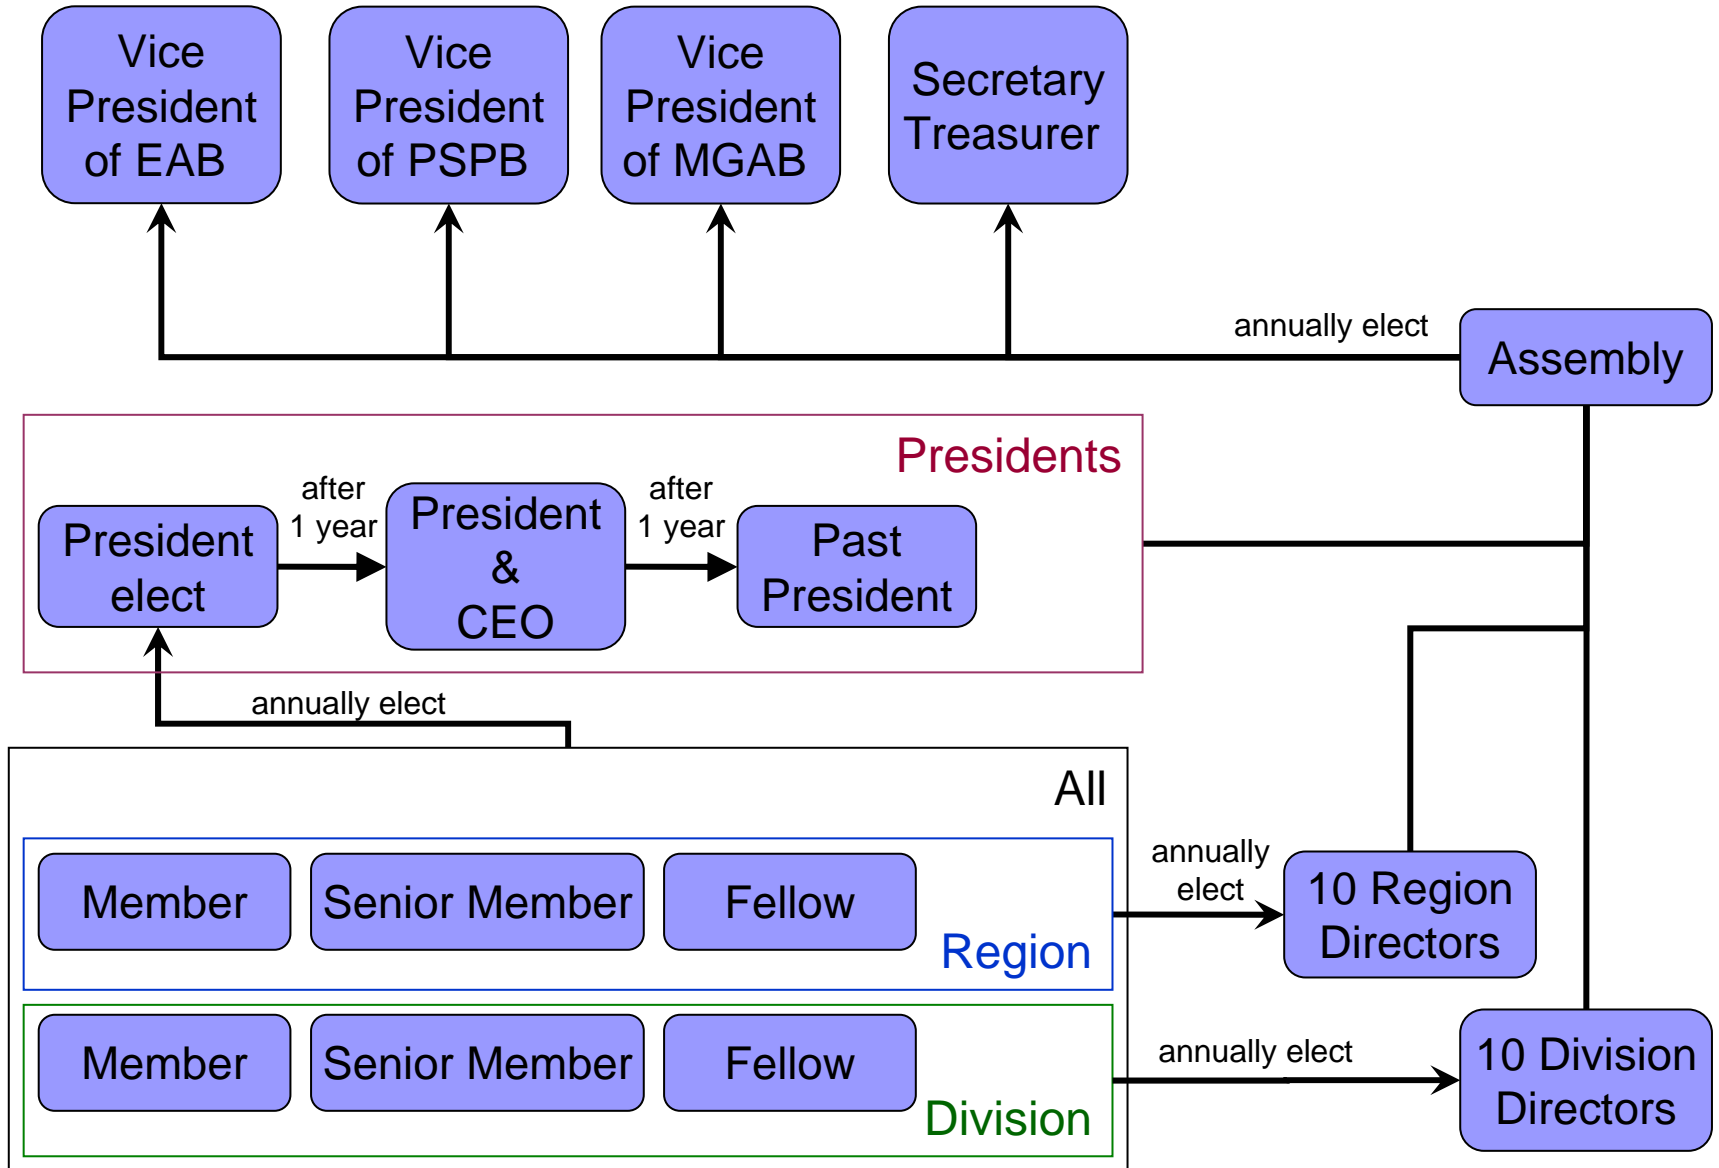 Vice
President
of EAB
Vice
President
of PSPB
Vice
President
of MGAB
Secretary
Treasurer
annually elect
Assembly
Presidents
President
elect
after
1 year
President
&
CEO
after
1 year
Past
President
annually elect
All
Member
Senior Member
Fellow
Region
annually
elect
10 Region
Directors
Member
Senior Member
Fellow
Division
annually elect
10 Division
Directors